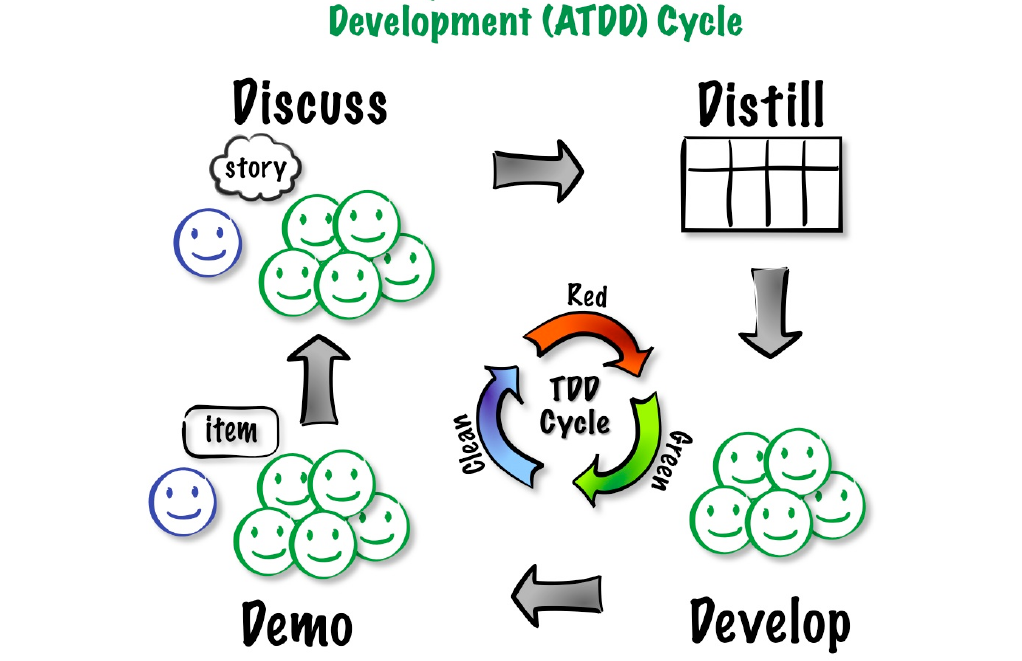 Development (ATDD) Cycle
Discuss
Distill
story
Red
TDD
Cycle
Clean
Green
item
Demo
Develop